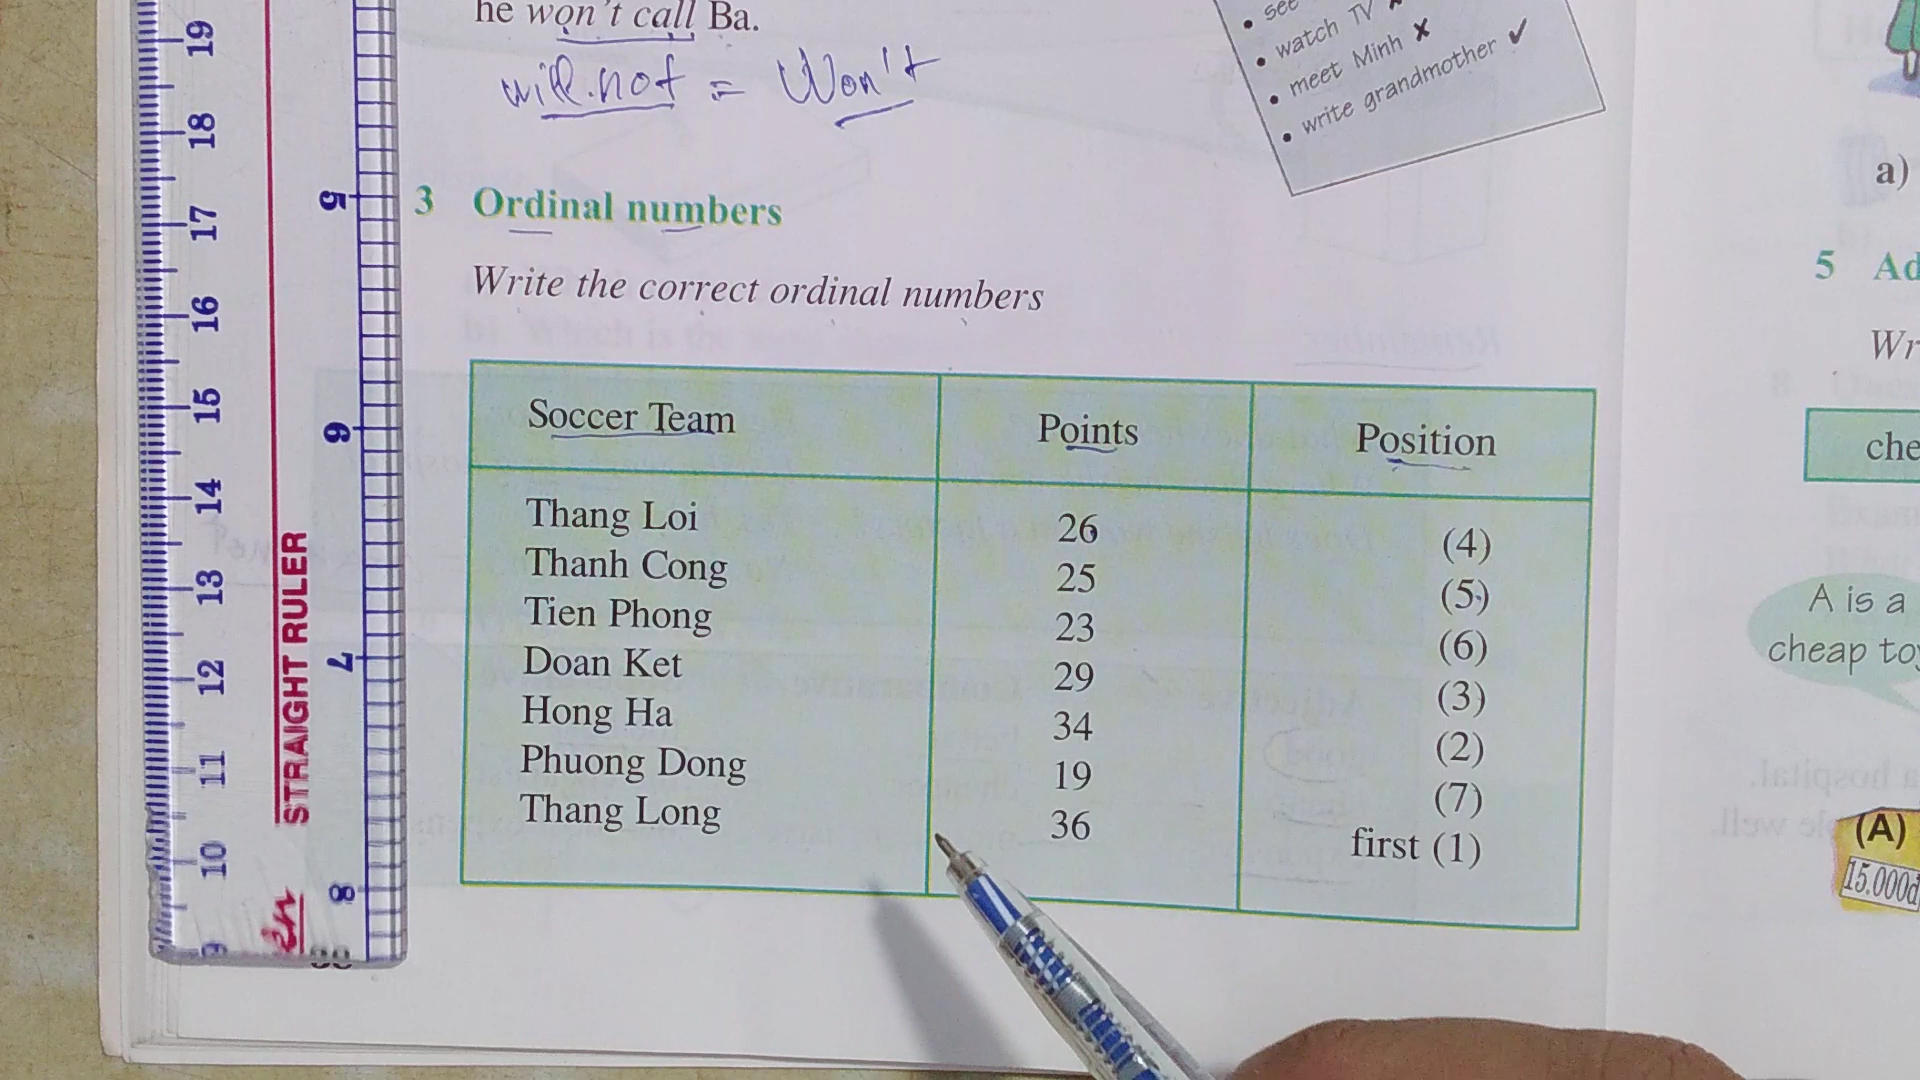 he won't call Ba.
will not = Won't
• see
• watch TV
• meet Minh ✗
• write grandmother ✓
3 Ordinal numbers
Write the correct ordinal numbers
Soccer Team Points Position
Thang Loi 26 (4)
Thanh Cong 25 (5)
Tien Phong 23 (6)
Doan Ket 29 (3)
Hong Ha 34 (2)
Phuong Dong 19 (7)
Thang Long 36 first (1)
a)
5 Ad
Wr
che
A is a
cheap toy
(A)
15.000đ
STRAIGHT RULER
19
18
17
16
15
14
13
12
11
10
9
5
6
7
8